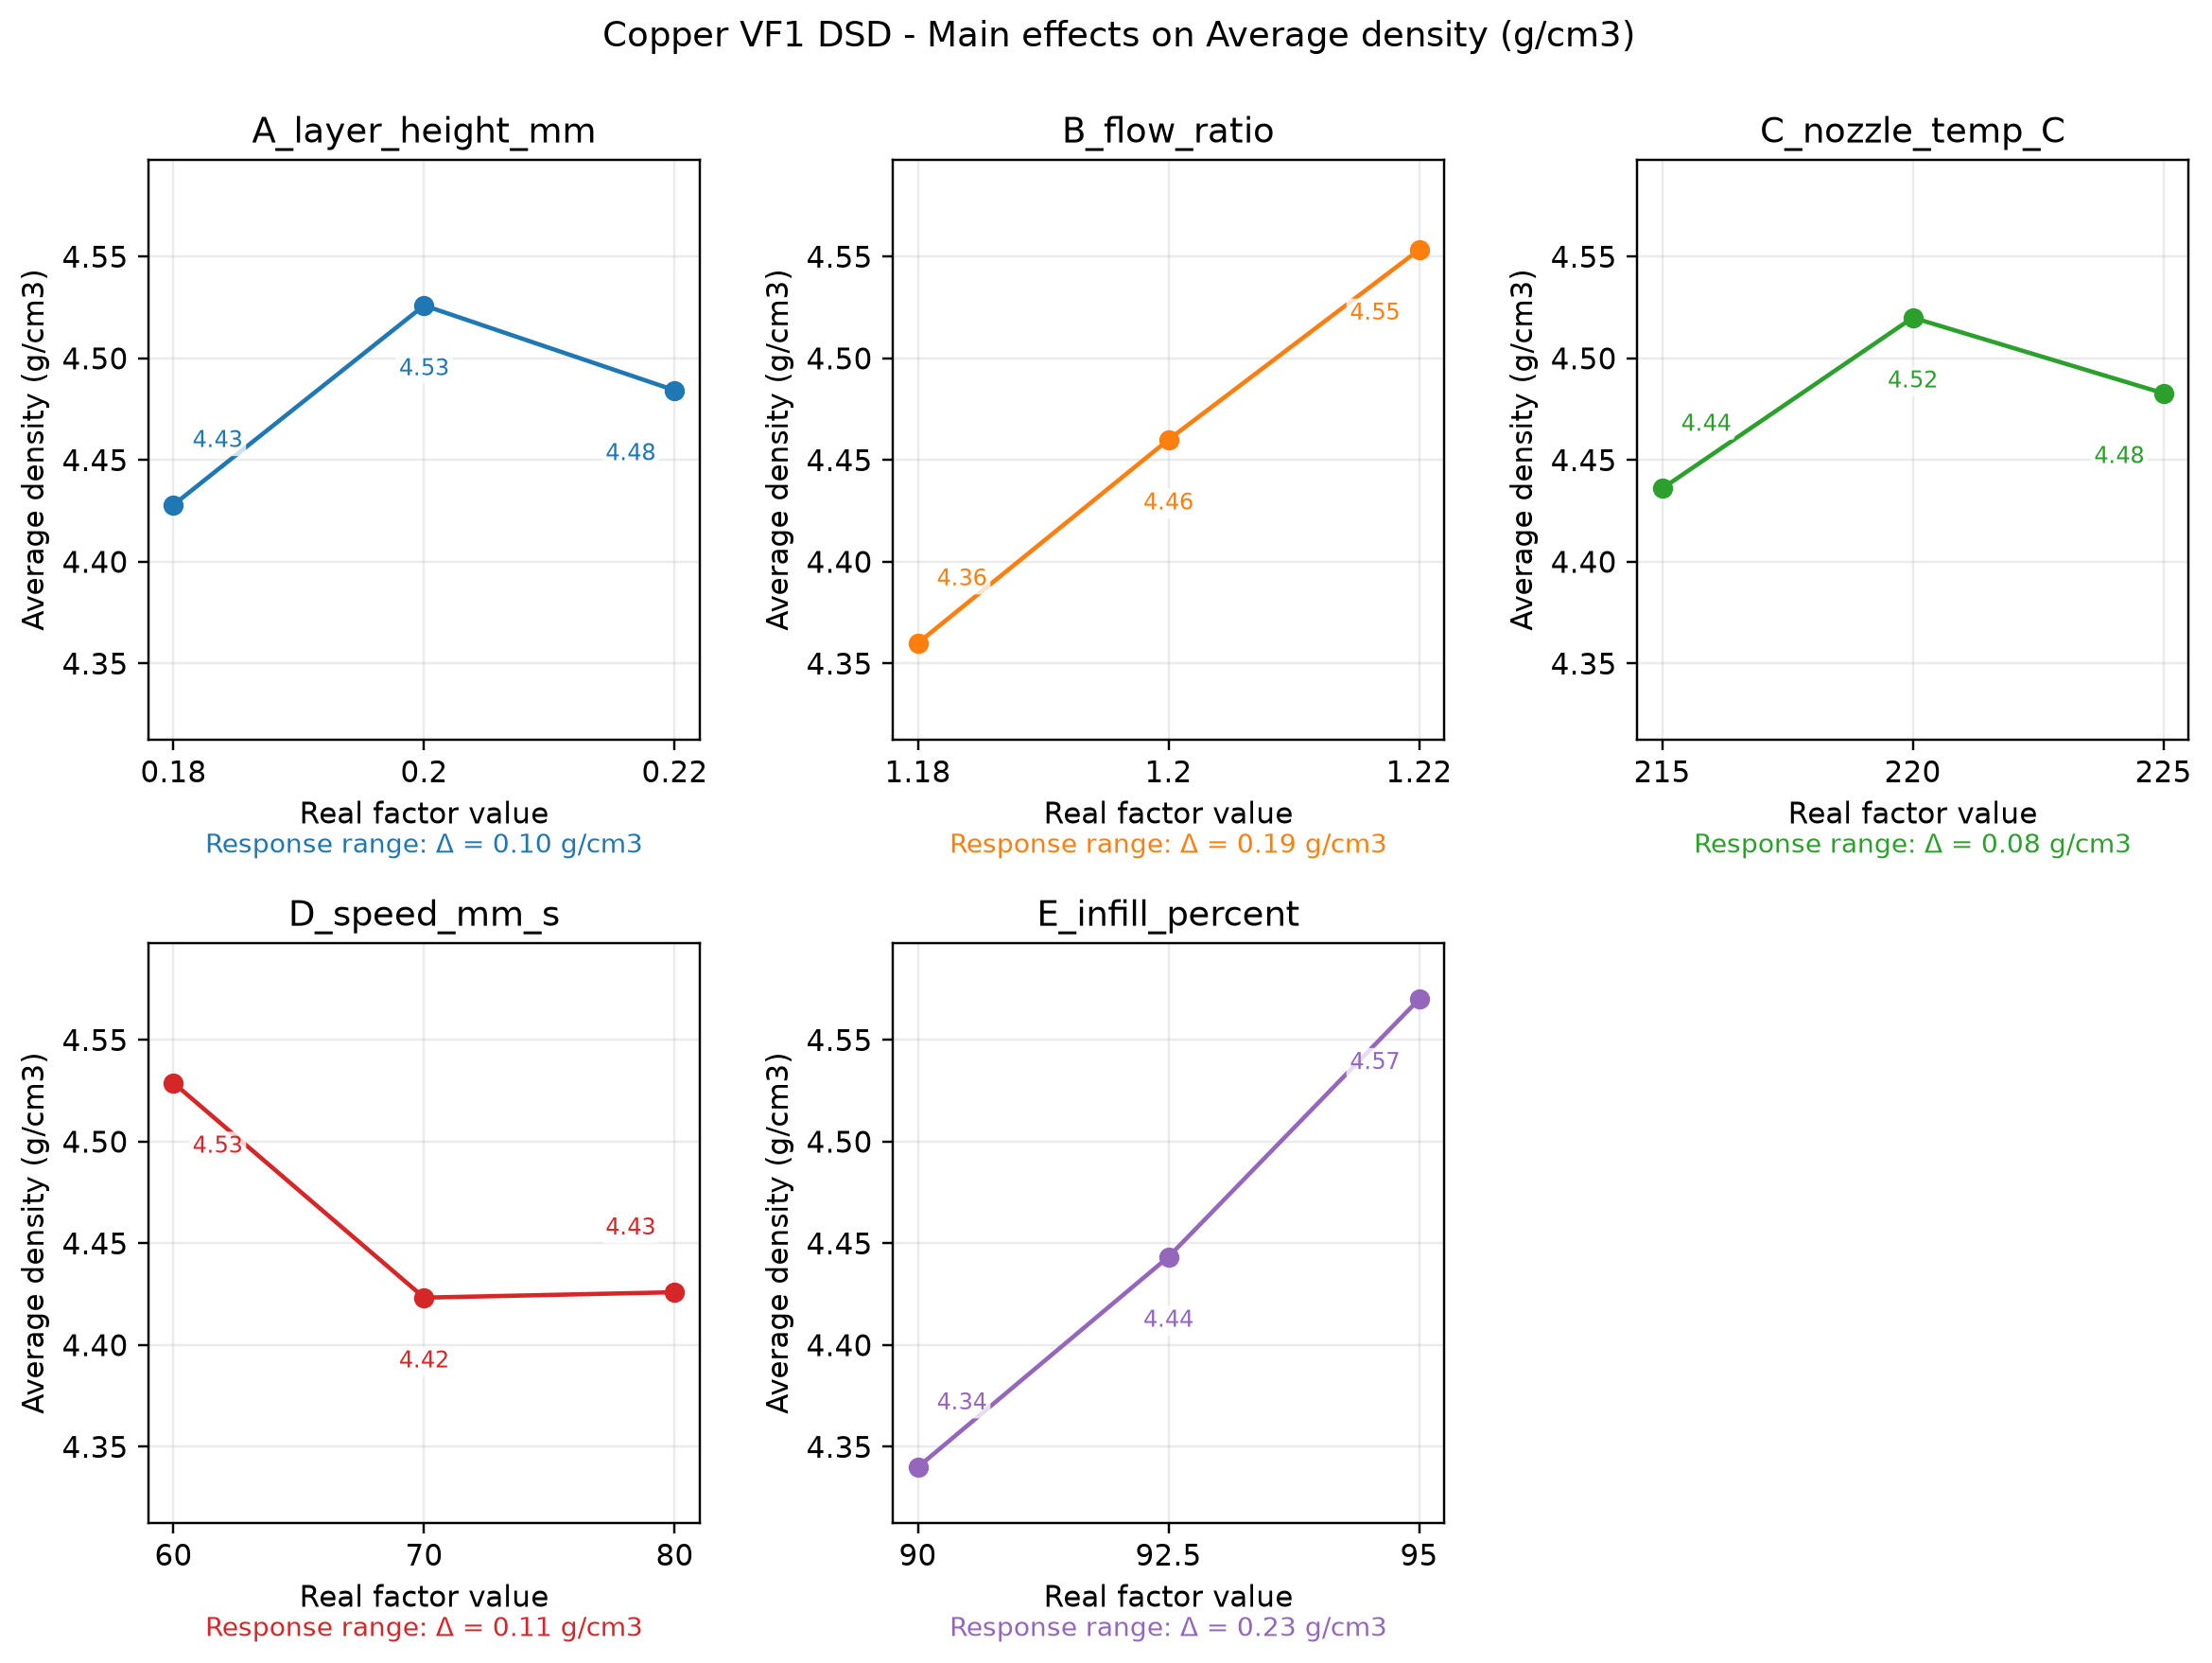 Copper VF1 DSD - Main effects on Average density (g/cm3)
A_layer_height_mm
Average density (g/cm3)
4.55
4.50
4.45
4.40
4.35
4.43
4.53
4.48
0.18
0.2
0.22
Real factor value
Response range: Δ = 0.10 g/cm3
B_flow_ratio
Average density (g/cm3)
4.55
4.50
4.45
4.40
4.35
4.36
4.46
4.55
1.18
1.2
1.22
Real factor value
Response range: Δ = 0.19 g/cm3
C_nozzle_temp_C
Average density (g/cm3)
4.55
4.50
4.45
4.40
4.35
4.44
4.52
4.48
215
220
225
Real factor value
Response range: Δ = 0.08 g/cm3
D_speed_mm_s
Average density (g/cm3)
4.55
4.50
4.45
4.40
4.35
4.53
4.42
4.43
60
70
80
Real factor value
Response range: Δ = 0.11 g/cm3
E_infill_percent
Average density (g/cm3)
4.55
4.50
4.45
4.40
4.35
4.34
4.44
4.57
90
92.5
95
Real factor value
Response range: Δ = 0.23 g/cm3